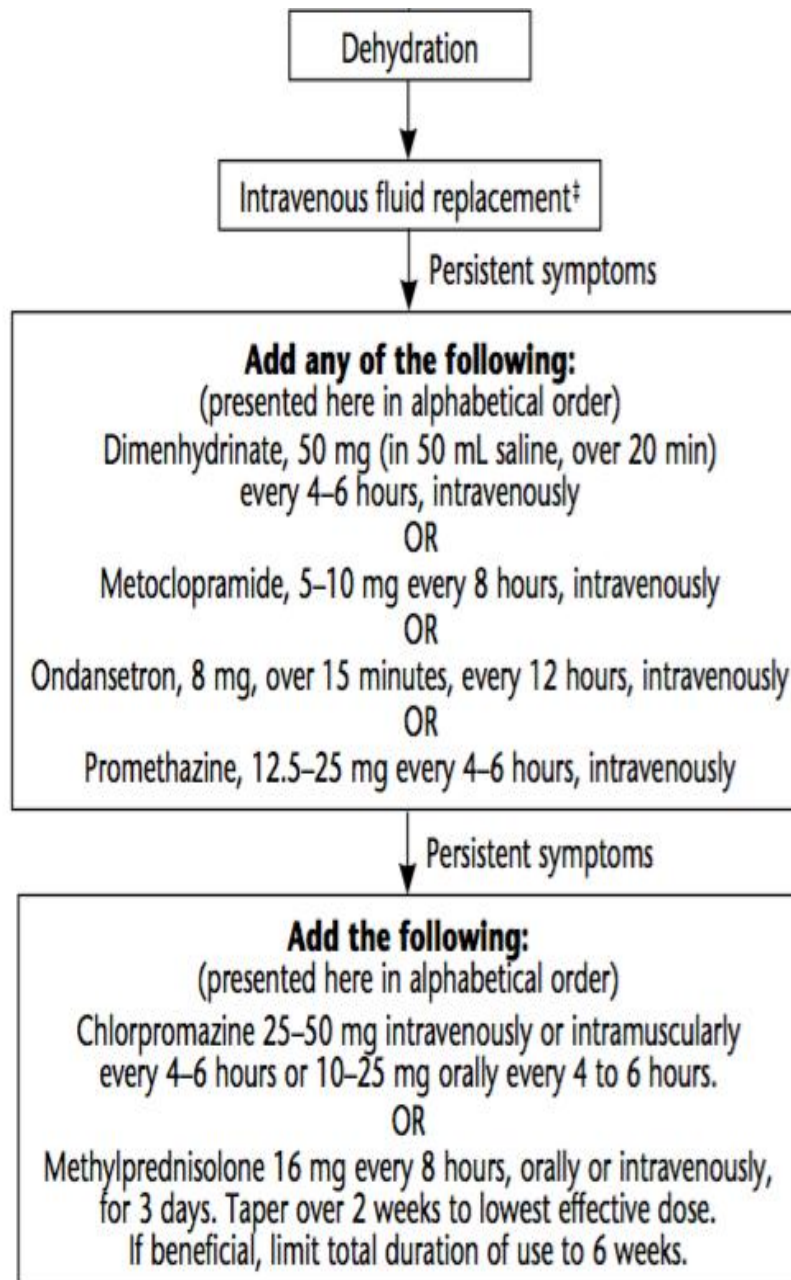 Dehydration
Intravenous fluid replacement‡
Persistent symptoms
Add any of the following:
(presented here in alphabetical order)
Dimenhydrinate, 50 mg (in 50 mL saline, over 20 min)
every 4–6 hours, intravenously
OR
Metoclopramide, 5–10 mg every 8 hours, intravenously
OR
Ondansetron, 8 mg, over 15 minutes, every 12 hours, intravenously
OR
Promethazine, 12.5–25 mg every 4–6 hours, intravenously
Persistent symptoms
Add the following:
(presented here in alphabetical order)
Chlorpromazine 25–50 mg intravenously or intramuscularly
every 4–6 hours or 10–25 mg orally every 4 to 6 hours.
OR
Methylprednisolone 16 mg every 8 hours, orally or intravenously,
for 3 days. Taper over 2 weeks to lowest effective dose.
If beneficial, limit total duration of use to 6 weeks.